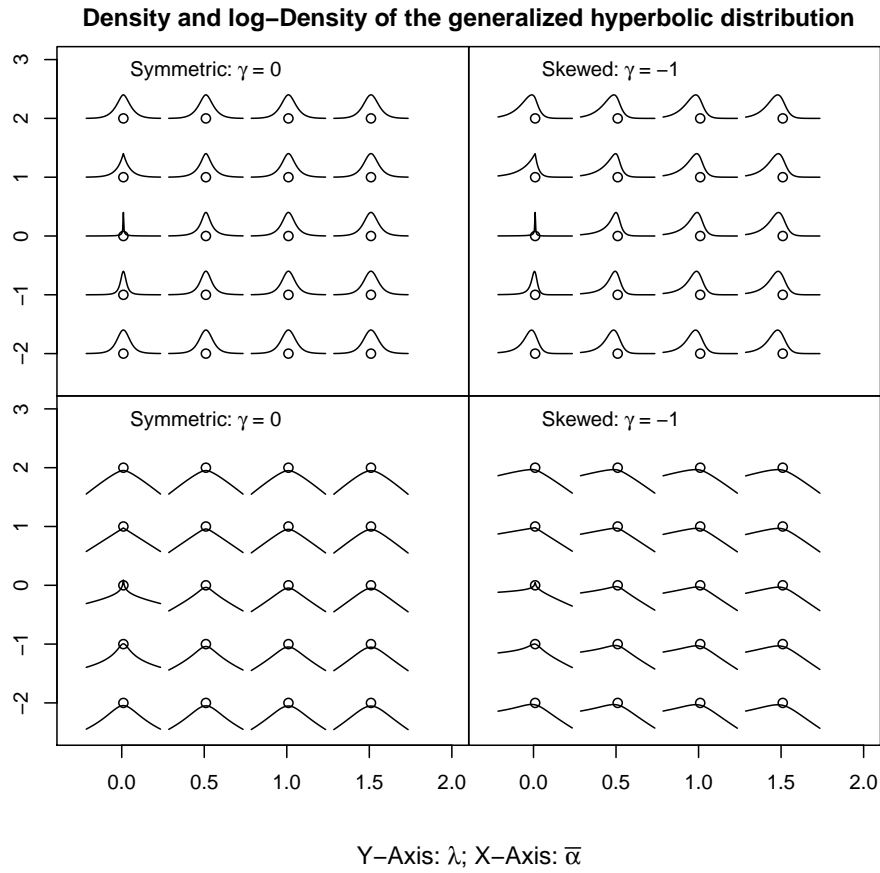 Density and log−Density of the generalized hyperbolic distribution
Symmetric: γ = 0
Skewed: γ = −1
3
2
1
0
−1
−2
Symmetric: γ = 0
Skewed: γ = −1
3
2
1
0
−1
−2
0.0 0.5 1.0 1.5 2.0
0.0 0.5 1.0 1.5 2.0
Y−Axis: λ; X−Axis: α̅